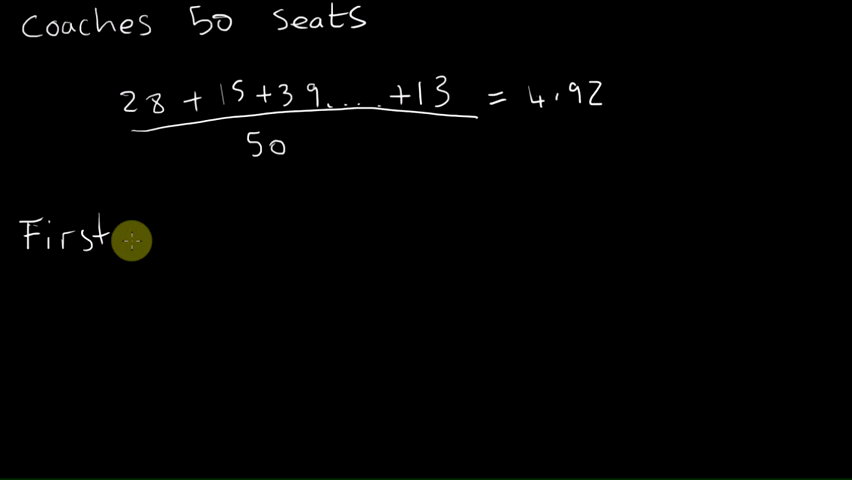 Coaches 50 seats
28 + 15 + 39.... + 13 = 4.92
50
First